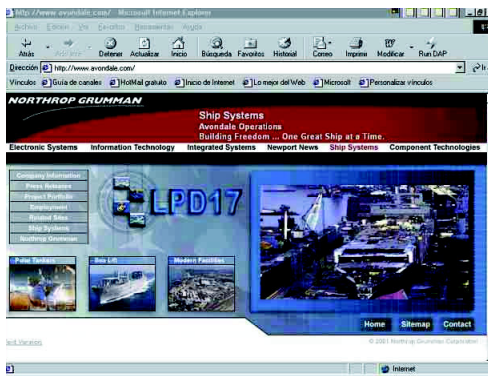 http://www.avondale.com/ - Microsoft Internet Explorer
Archivo Edición Ver Favoritos Herramientas Ayuda
Atrás Adelante Detener Actualizar Inicio Búsqueda Favoritos Historial Correo Imprimir Modificar Run DAP
Dirección http://www.avondale.com/
Vínculos Guía de canales HotMail gratuito Inicio de Internet Lo mejor del Web Microsoft Personalizar vínculos
NORTHROP GRUMMAN
Ship Systems
Avondale Operations
Building Freedom ... One Great Ship at a Time.
Electronic Systems Information Technology Integrated Systems Newport News Ship Systems Component Technologies
Company Information
Press Releases
Project Portfolio
Employment
Related Sites
Ship Systems
Northrop Grumman
LPD17
Polar Tankers Sea Lift Modern Facilities
Home Sitemap Contact
© 2001 Northrop Grumman Corporation
Internet